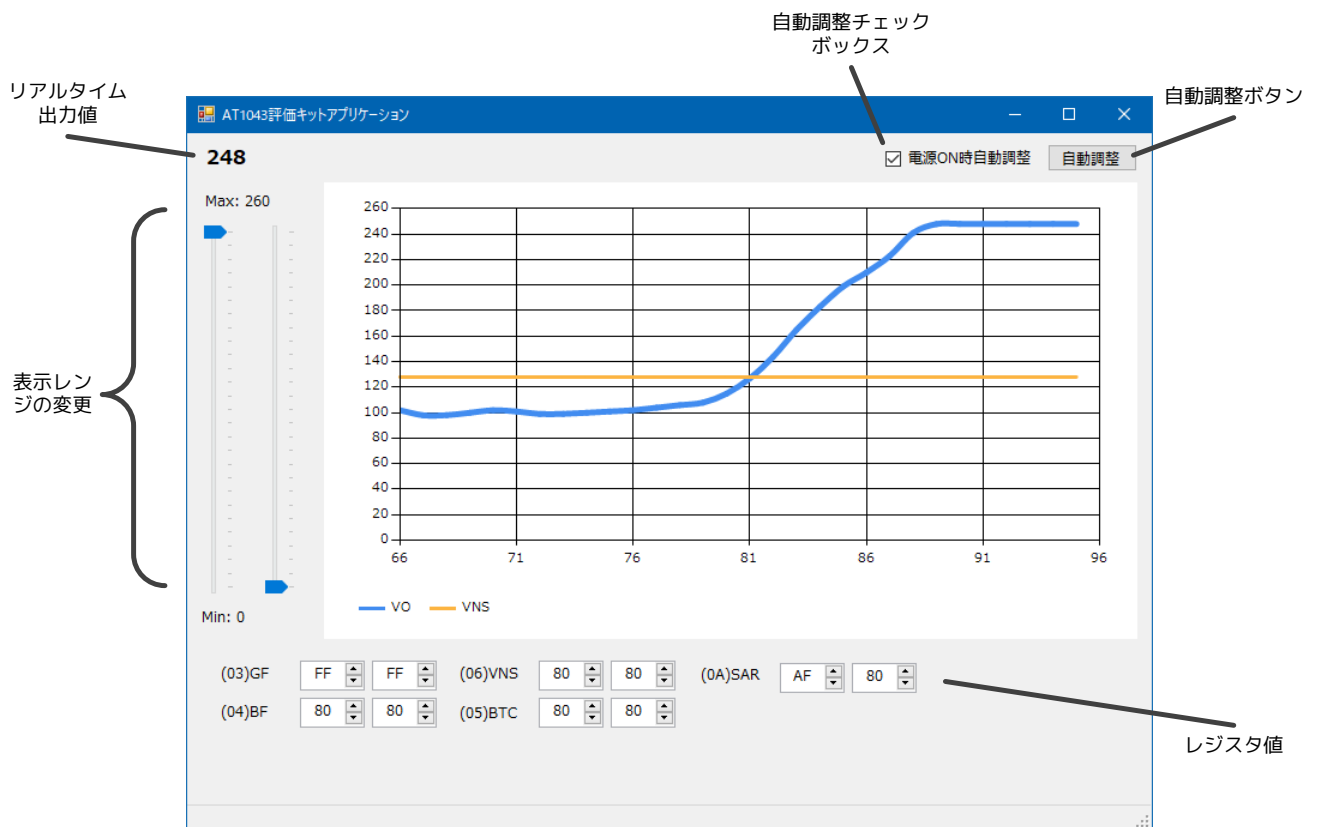 自動調整チェック
ボックス
リアルタイム
出力値
自動調整ボタン
AT1043評価キットアプリケーション
248
電源ON時自動調整
自動調整
Max: 260
260
240
220
200
180
160
140
120
100
80
60
40
20
0
66
71
76
81
86
91
96
表示レン
ジの変更
VO
VNS
Min: 0
(03)GF FF FF (06)VNS 80 80 (0A)SAR AF 80
(04)BF 80 80 (05)BTC 80 80
レジスタ値